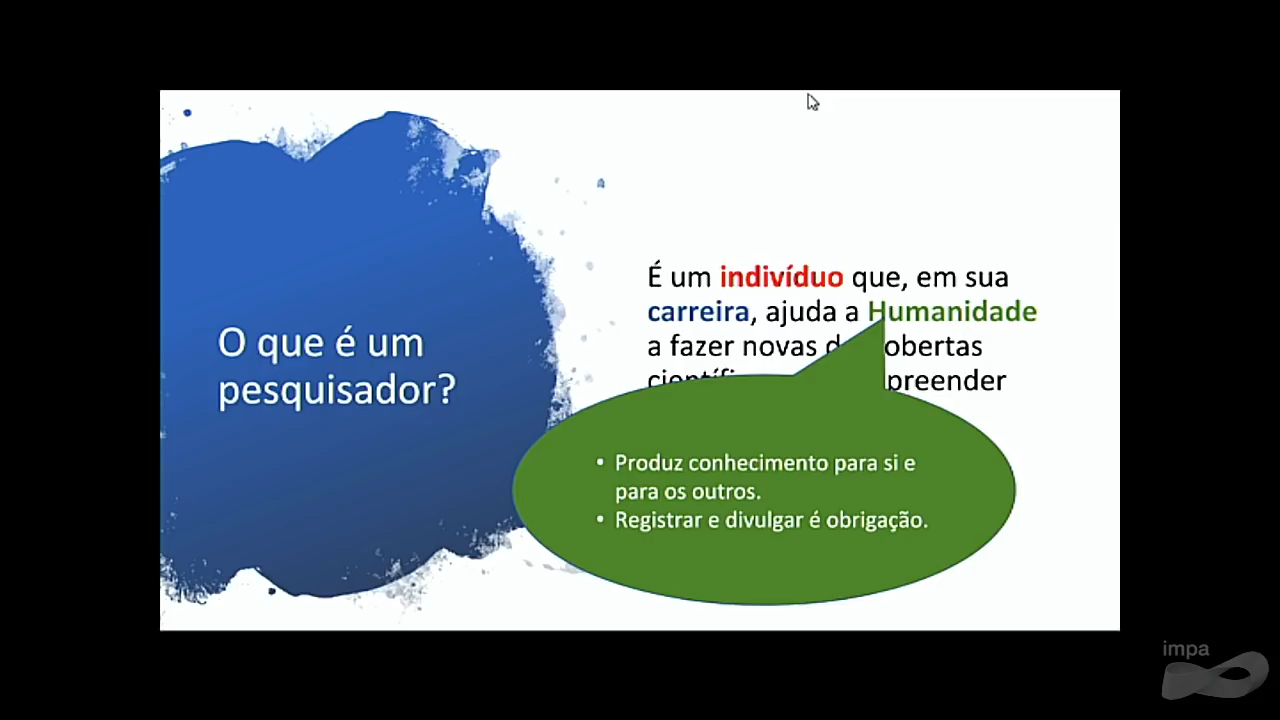 O que é um
pesquisador?
É um indivíduo que, em sua
carreira, ajuda a Humanidade
a fazer novas
• Produz conhecimento para si e
para os outros.
• Registrar e divulgar é obrigação.
impa